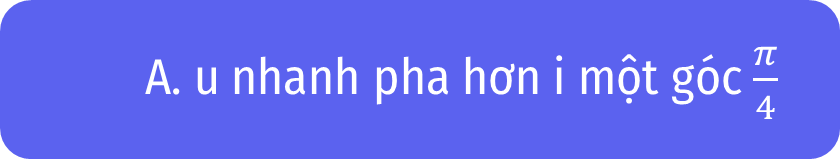 A. u nhanh pha hơn i một góc π/4